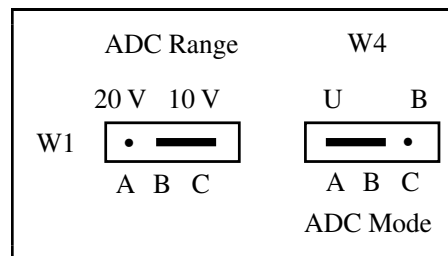 ADC Range W4
20 V 10 V U B
W1
A B C A B C
ADC Mode